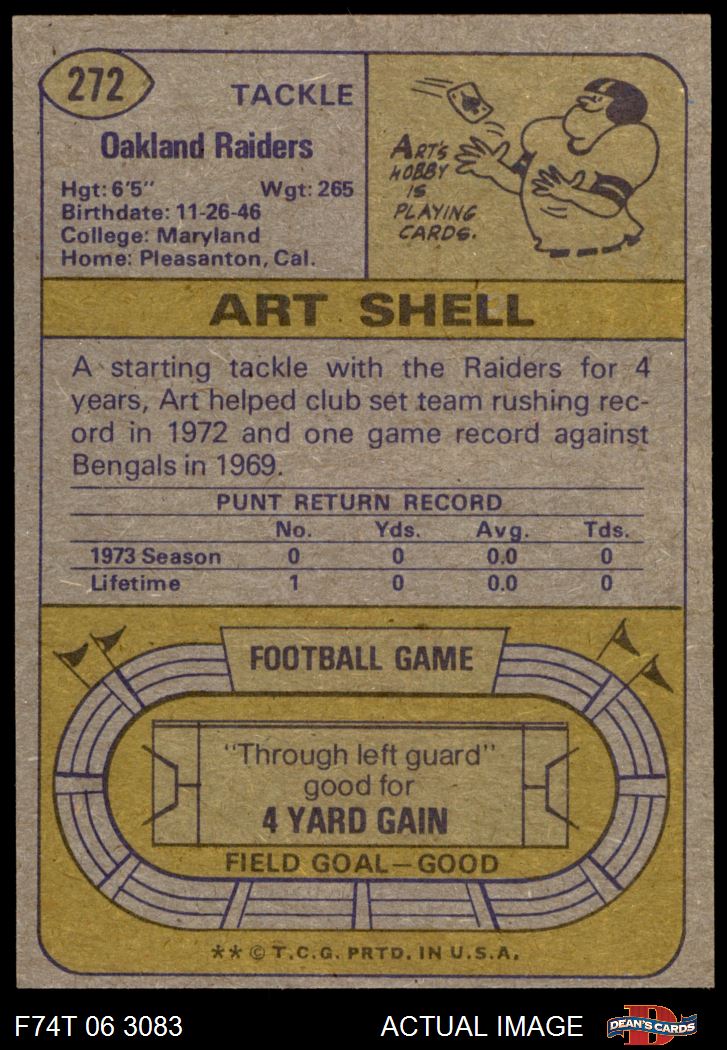 272
TACKLE
Oakland Raiders
Hgt: 6'5" Wgt: 265
Birthdate: 11-26-46
College: Maryland
Home: Pleasanton, Cal.
ART'S
HOBBY
IS
PLAYING
CARDS.
ART SHELL
A starting tackle with the Raiders for 4
years, Art helped club set team rushing rec-
ord in 1972 and one game record against
Bengals in 1969.
PUNT RETURN RECORD
No. Yds. Avg. Tds.
1973 Season 0 0 0.0 0
Lifetime 1 0 0.0 0
FOOTBALL GAME
"Through left guard"
good for
4 YARD GAIN
FIELD GOAL—GOOD
** © T.C.G. PRTD. IN U.S.A.
F74T 06 3083 ACTUAL IMAGE
D
DEAN'S CARDS